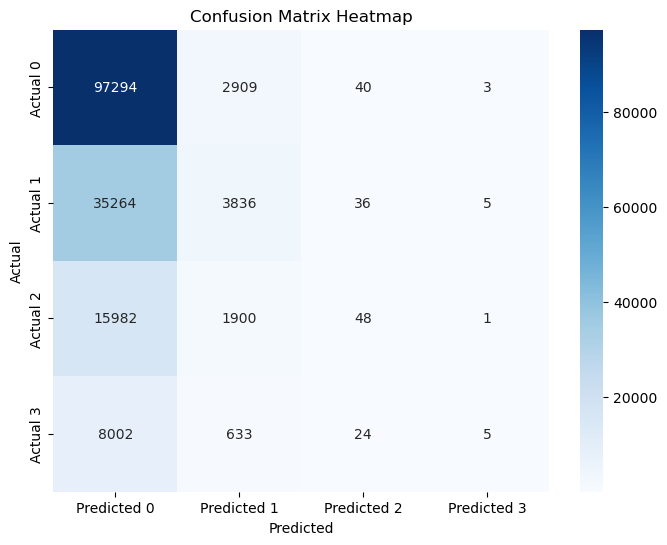 Confusion Matrix Heatmap
Actual
Actual 0
97294 2909 40 3
Actual 1
35264 3836 36 5
Actual 2
15982 1900 48 1
Actual 3
8002 633 24 5
Predicted 0 Predicted 1 Predicted 2 Predicted 3
Predicted
80000
60000
40000
20000